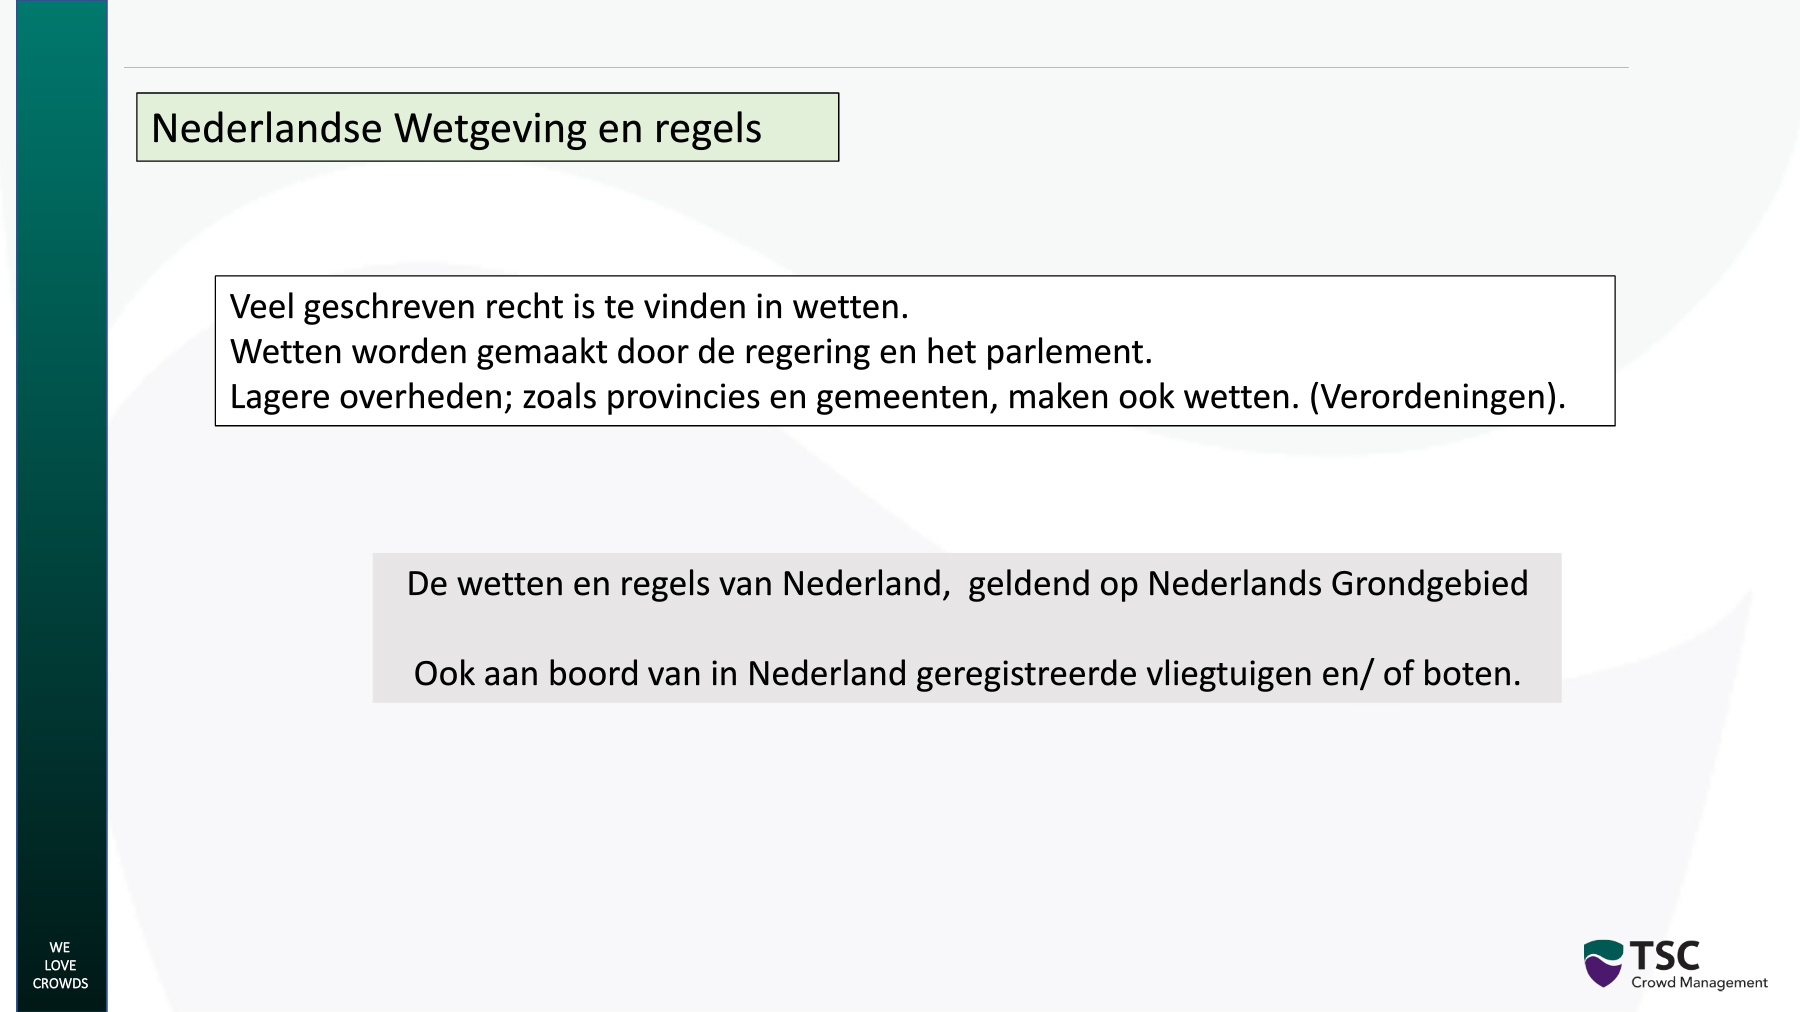 Nederlandse Wetgeving en regels
Veel geschreven recht is te vinden in wetten.
Wetten worden gemaakt door de regering en het parlement.
Lagere overheden; zoals provincies en gemeenten, maken ook wetten. (Verordeningen).
De wetten en regels van Nederland,  geldend op Nederlands Grondgebied
Ook aan boord van in Nederland geregistreerde vliegtuigen en/ of boten.
WE
LOVE
CROWDS
TSC
Crowd Management